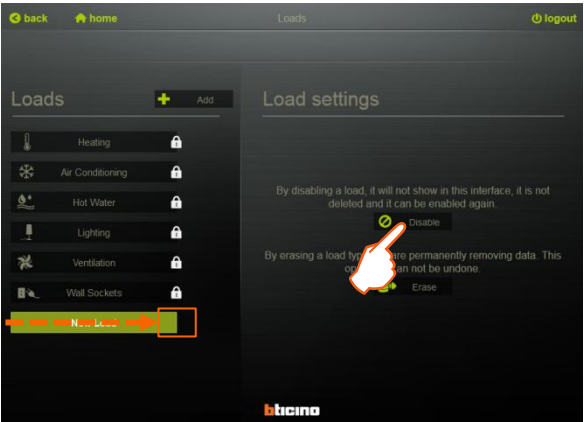 back
home
Loads
logout
Loads
Add
Load settings
Heating
Air Conditioning
Hot Water
Lighting
Ventilation
Wall Sockets
New Load
By disabling a load, it will not show in this interface, it is not
deleted and it can be enabled again.
Disable
By erasing a load are permanently removing data. This
can not be undone.
Erase
bticino